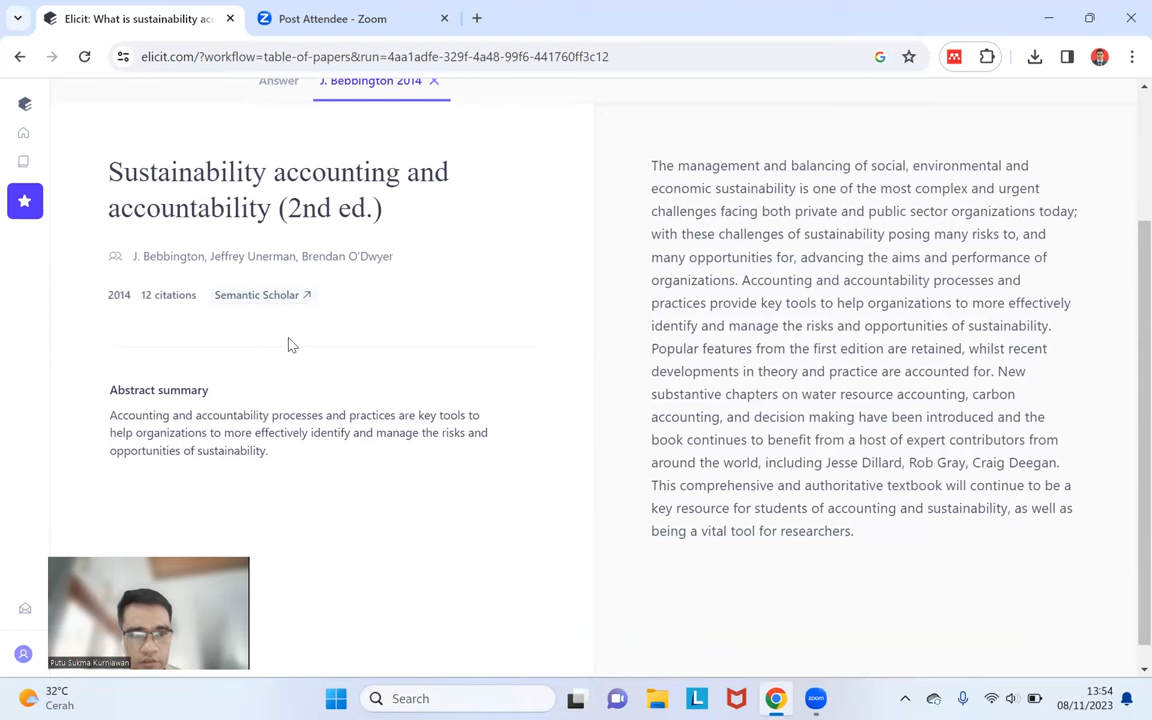 Elicit: What is sustainability acc
Post Attendee - Zoom
elicit.com/?workflow=table-of-papers&run=4aa1adfe-329f-4a48-99f6-441760ff3c12
Answer
J. Bebbington 2014
Sustainability accounting and
accountability (2nd ed.)
J. Bebbington, Jeffrey Unerman, Brendan O'Dwyer
2014 12 citations Semantic Scholar
Abstract summary
Accounting and accountability processes and practices are key tools to
help organizations to more effectively identify and manage the risks and
opportunities of sustainability.
The management and balancing of social, environmental and
economic sustainability is one of the most complex and urgent
challenges facing both private and public sector organizations today;
with these challenges of sustainability posing many risks to, and
many opportunities for, advancing the aims and performance of
organizations. Accounting and accountability processes and
practices provide key tools to help organizations to more effectively
identify and manage the risks and opportunities of sustainability.
Popular features from the first edition are retained, whilst recent
developments in theory and practice are accounted for. New
substantive chapters on water resource accounting, carbon
accounting, and decision making have been introduced and the
book continues to benefit from a host of expert contributors from
around the world, including Jesse Dillard, Rob Gray, Craig Deegan.
This comprehensive and authoritative textbook will continue to be a
key resource for students of accounting and sustainability, as well as
being a vital tool for researchers.
Putu Sukma Kurniawan
32°C
Cerah
Search
L
zoom
13:54
08/11/2023